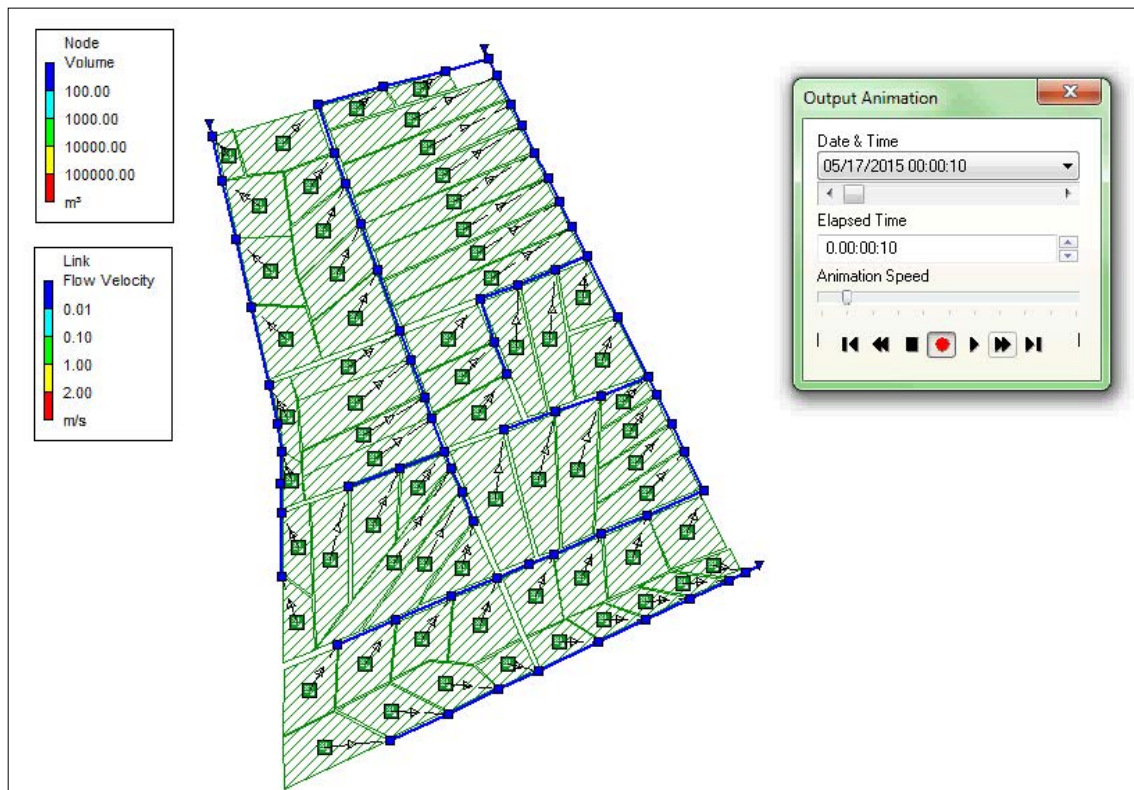 Node
Volume
100.00
1000.00
10000.00
100000.00
m³
Link
Flow Velocity
0.01
0.10
1.00
2.00
m/s
Output Animation
Date & Time
05/17/2015 00:00:10
Elapsed Time
0.00:00:10
Animation Speed